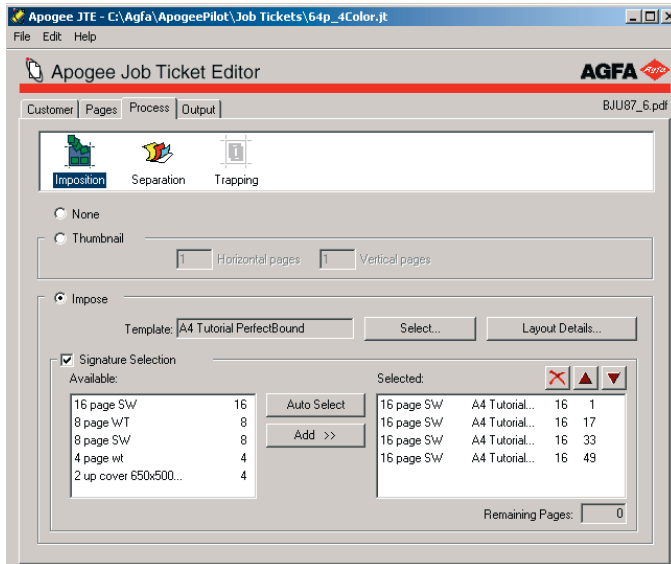 Apogee JTE - C:\Agfa\ApogeePilot\Job Tickets\64p_4Color.jt
File Edit Help
Apogee Job Ticket Editor
AGFA
Agfa
Customer Pages Process Output
BJU87_6.pdf
Imposition Separation Trapping
None
Thumbnail
1 Horizontal pages 1 Vertical pages
Impose
Template: A4 Tutorial PerfectBound Select... Layout Details...
Signature Selection
Available: Selected:
16 page SW 16 Auto Select 16 page SW A4 Tutorial... 16 1
8 page WT 8 16 page SW A4 Tutorial... 16 17
8 page SW 8 Add >> 16 page SW A4 Tutorial... 16 33
4 page wt 4 16 page SW A4 Tutorial... 16 49
2 up cover 650x500... 4
Remaining Pages: 0